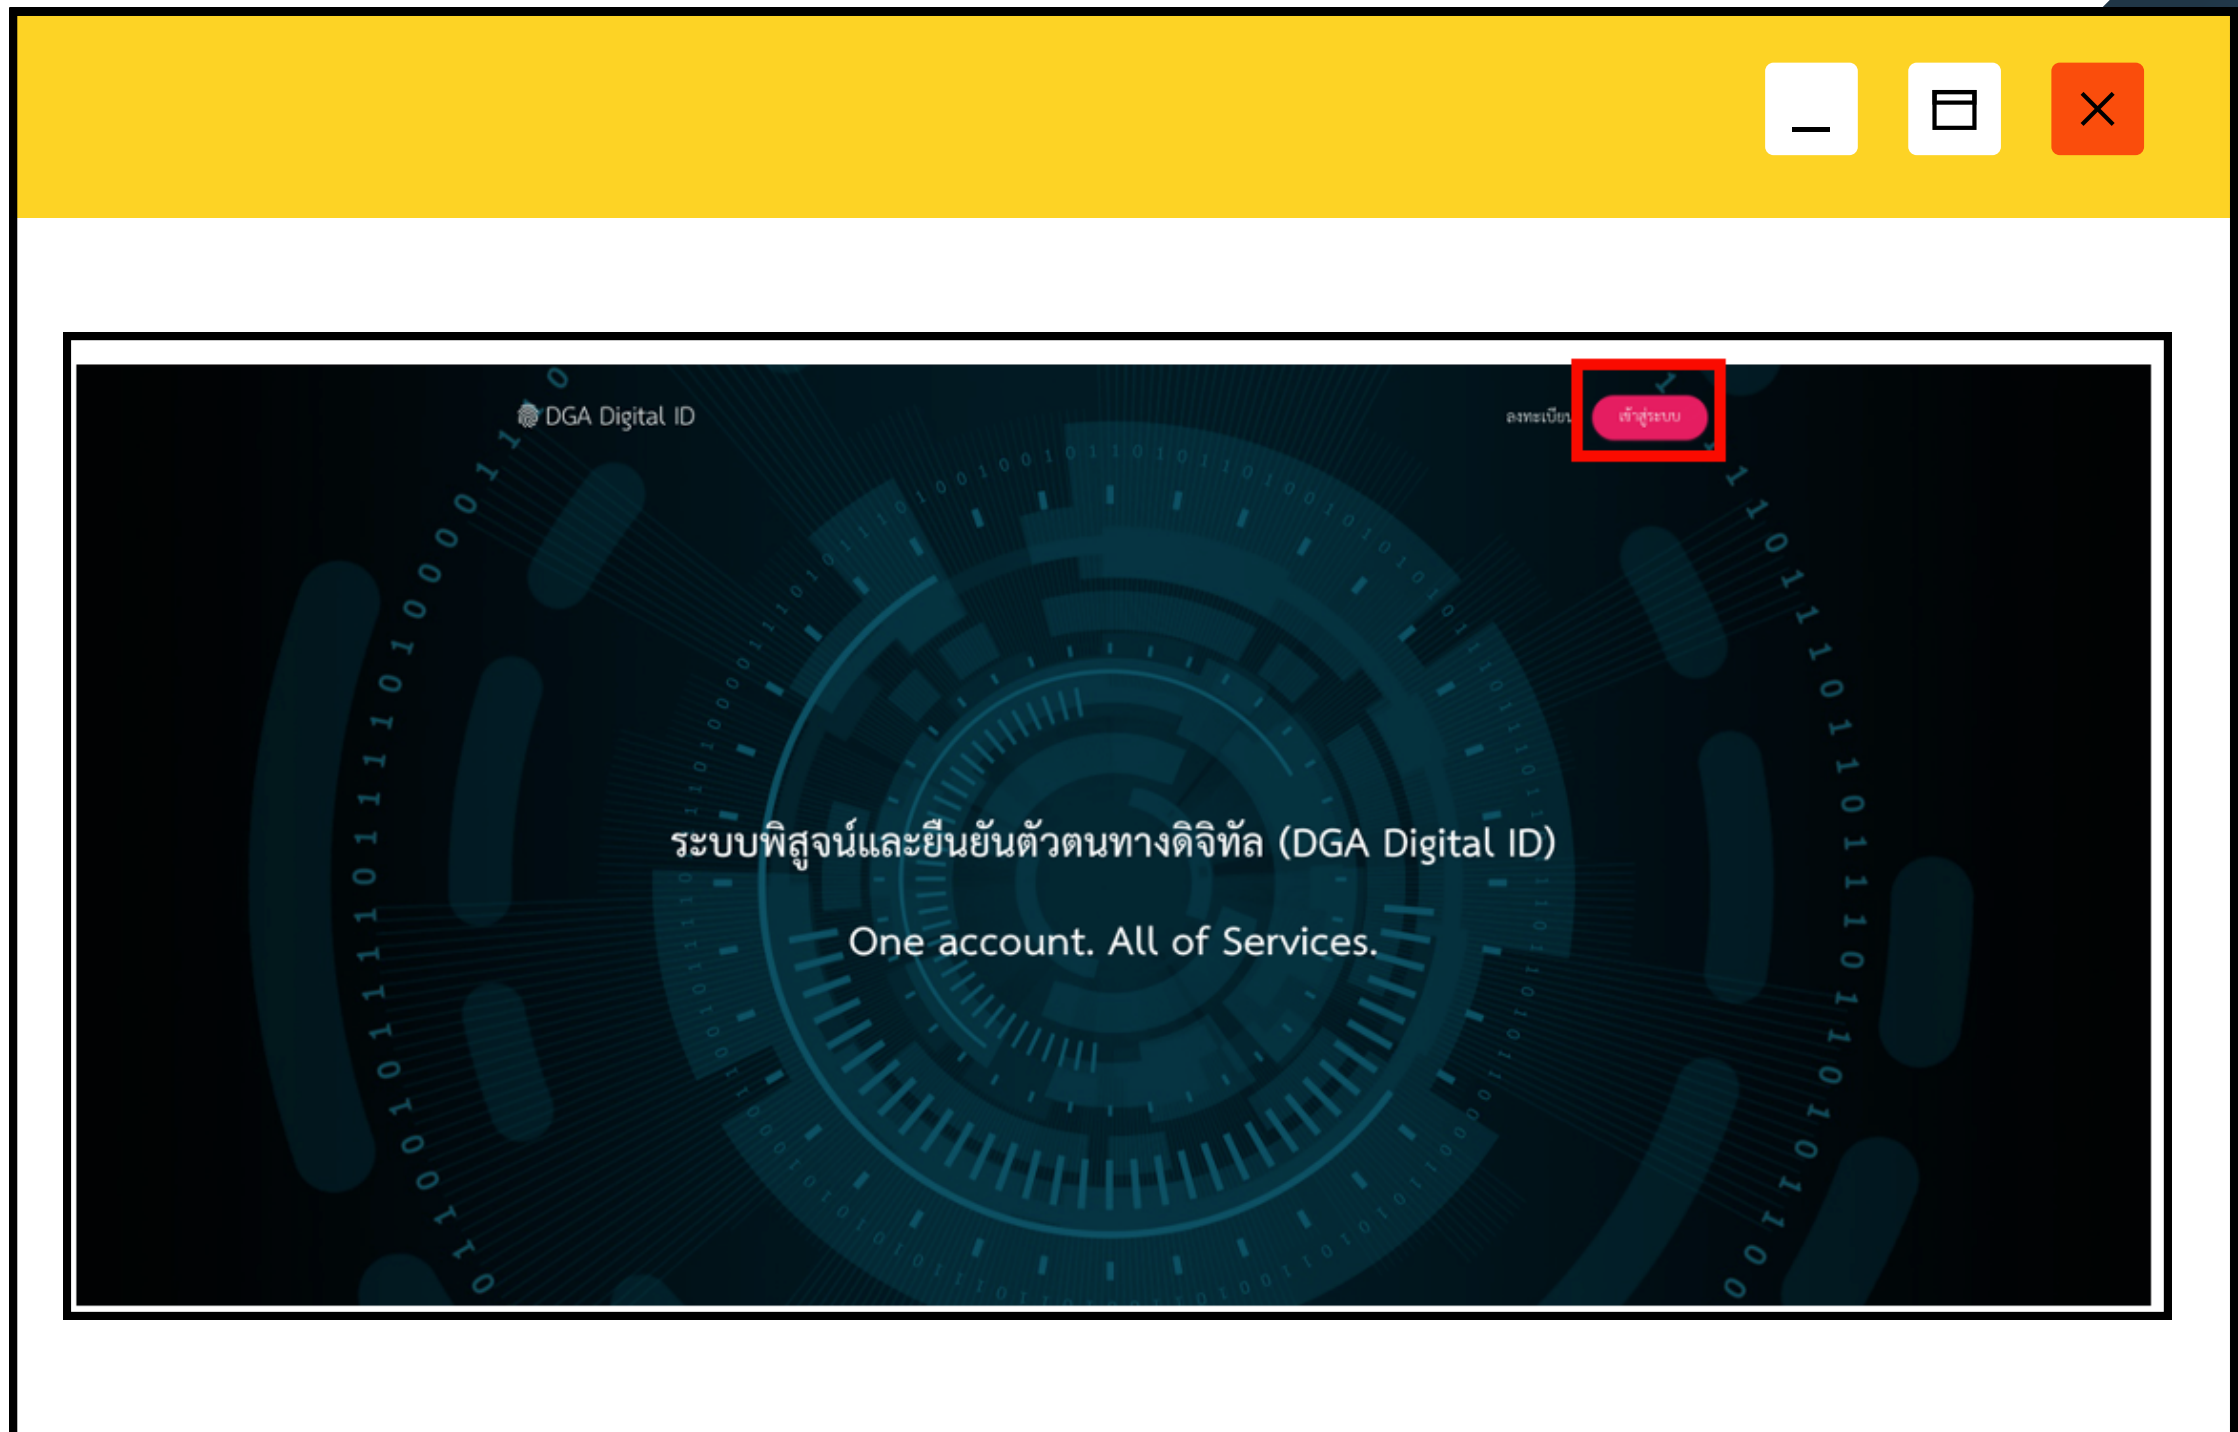 DGA Digital ID
ลงทะเบียน เข้าสู่ระบบ
ระบบพิสูจน์และยืนยันตัวตนทางดิจิทัล (DGA Digital ID)
One account. All of Services.